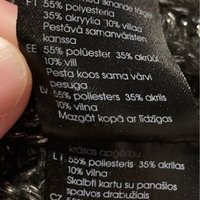 55% polyesteria
35% akryylia 10% villaa
Pestävä samanväristen
kanssa
EE 55% polüester 35% akrüül
10% vill
Pesta koos sama värvi
pesuga
LV 55% poliesters 35% akrils
10% vilna
Mazgāt kopā ar līdzīgas
krāsas apģērbu
LT 55% poliesteris 35% akrilas
10% vilna
Skalbti kartu su panašios
spalvos drabužiais
CZ